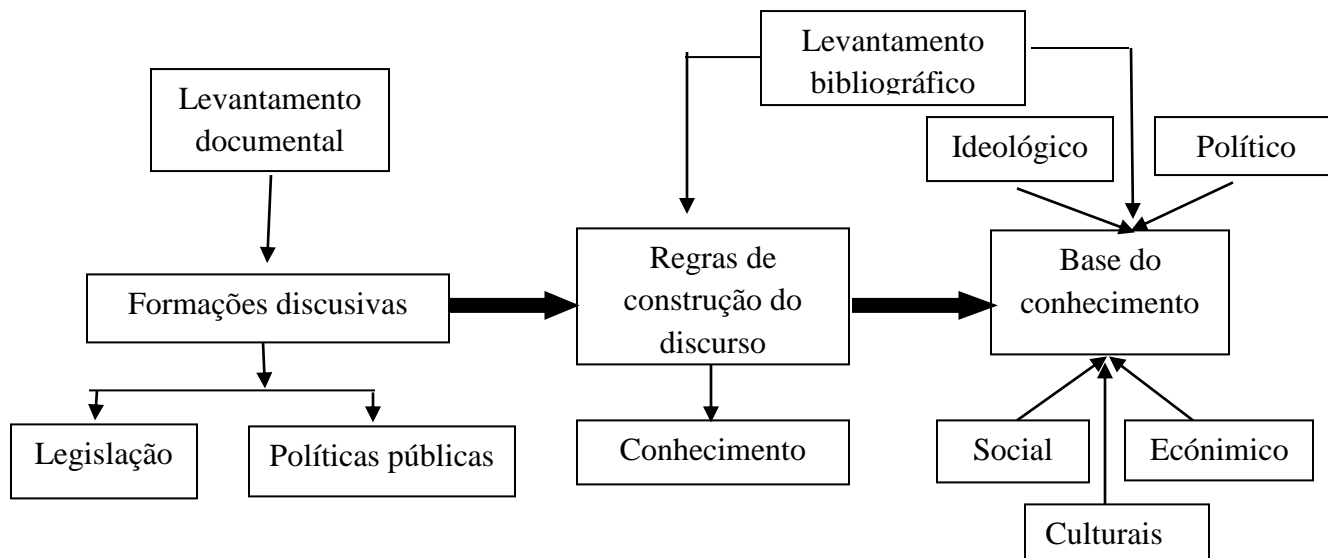 Levantamento
bibliográfico
Levantamento
documental
Ideológico
Político
Formações discusivas
Regras de
construção do
discurso
Base do
conhecimento
Legislação
Políticas públicas
Conhecimento
Social
Ecónimico
Culturais